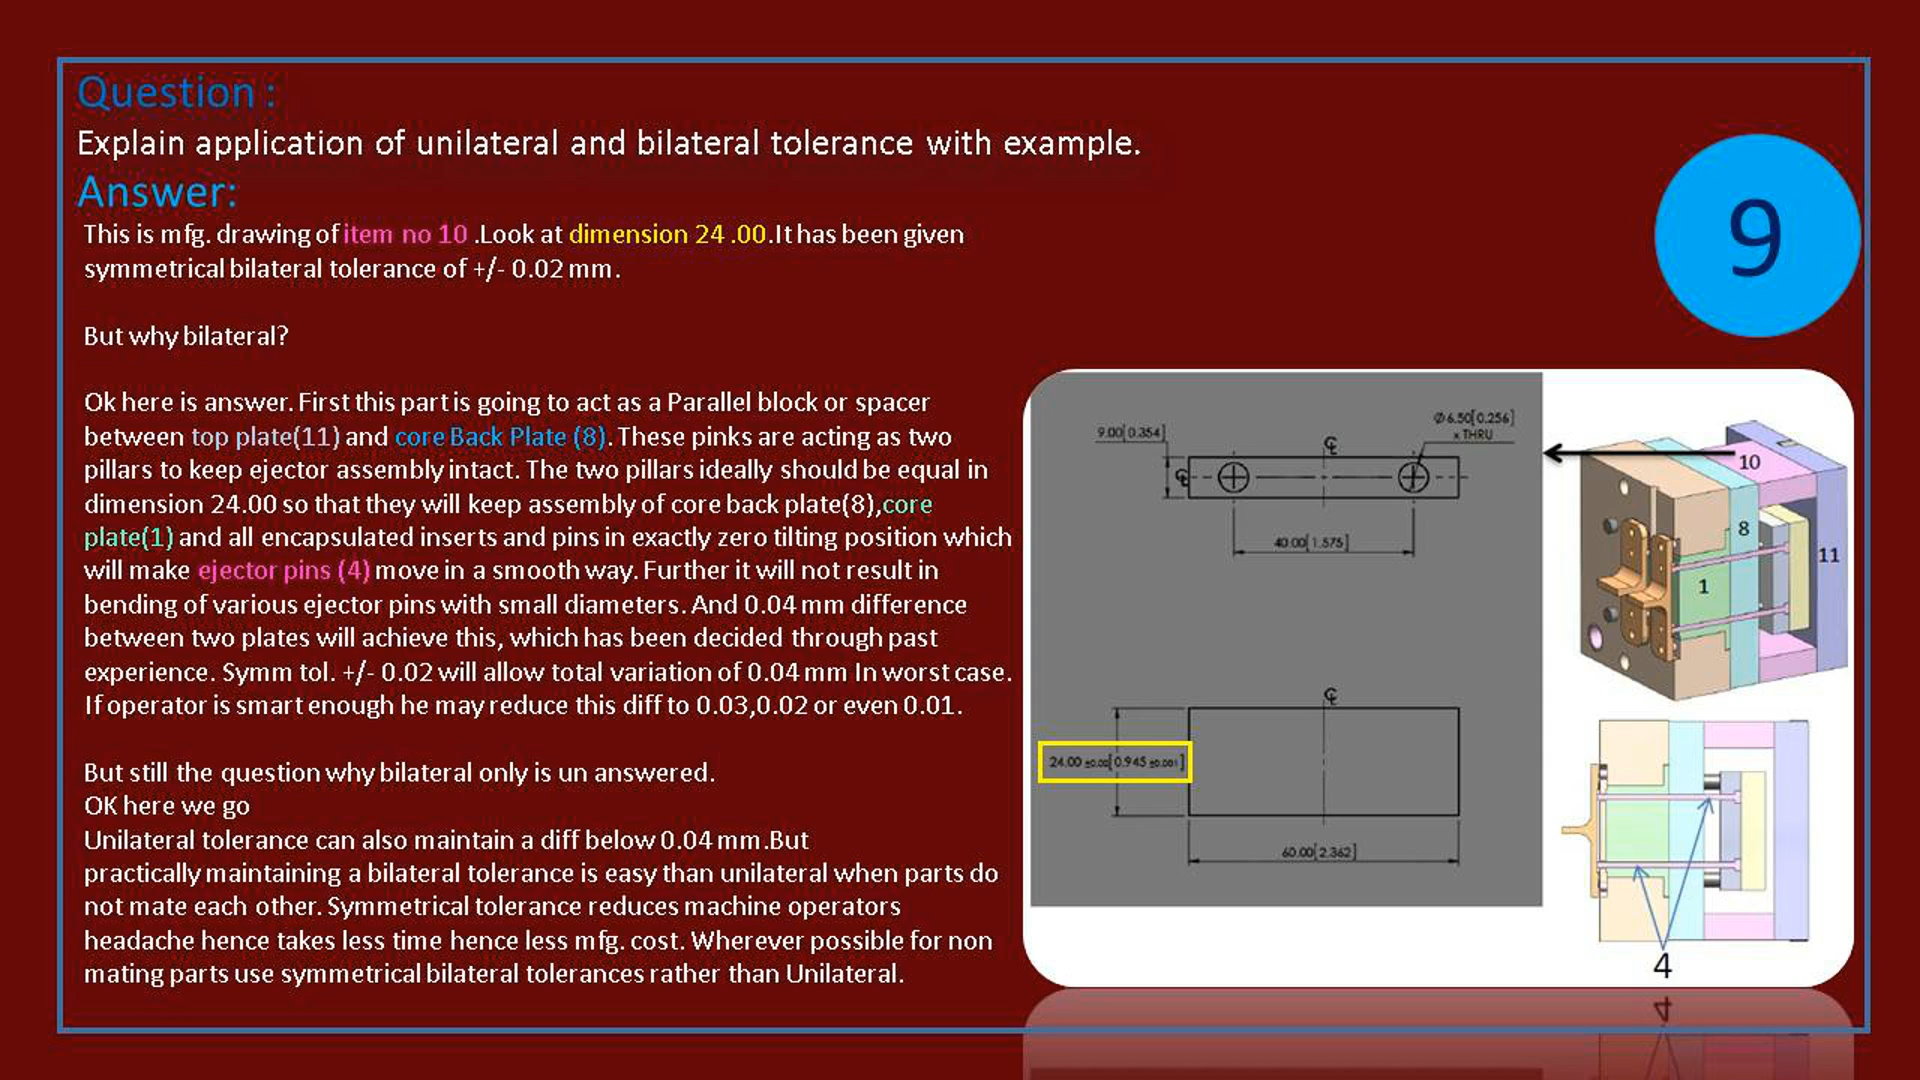 Question :
Explain application of unilateral and bilateral tolerance with example.
Answer:
This is mfg. drawing of item no 10 .Look at dimension 24 .00.It has been given
symmetrical bilateral tolerance of +/- 0.02 mm.
But why bilateral?
Ok here is answer. First this part is going to act as a Parallel block or spacer
between top plate(11) and core Back Plate (8). These pinks are acting as two
pillars to keep ejector assembly intact. The two pillars ideally should be equal in
dimension 24.00 so that they will keep assembly of core back plate(8),core
plate(1) and all encapsulated inserts and pins in exactly zero tilting position which
will make ejector pins (4) move in a smooth way. Further it will not result in
bending of various ejector pins with small diameters. And 0.04 mm difference
between two plates will achieve this, which has been decided through past
experience. Symm tol. +/- 0.02 will allow total variation of 0.04 mm In worst case.
If operator is smart enough he may reduce this diff to 0.03,0.02 or even 0.01.
But still the question why bilateral only is un answered.
OK here we go
Unilateral tolerance can also maintain a diff below 0.04 mm.But
practically maintaining a bilateral tolerance is easy than unilateral when parts do
not mate each other. Symmetrical tolerance reduces machine operators
headache hence takes less time hence less mfg. cost. Wherever possible for non
mating parts use symmetrical bilateral tolerances rather than Unilateral.
9
9.00[0.354]
Ø6.50[0.256]
x THRU
40.00[1.575]
24.00 [0.945 ±0.001]
60.00[2.362]
10
8
11
1
4